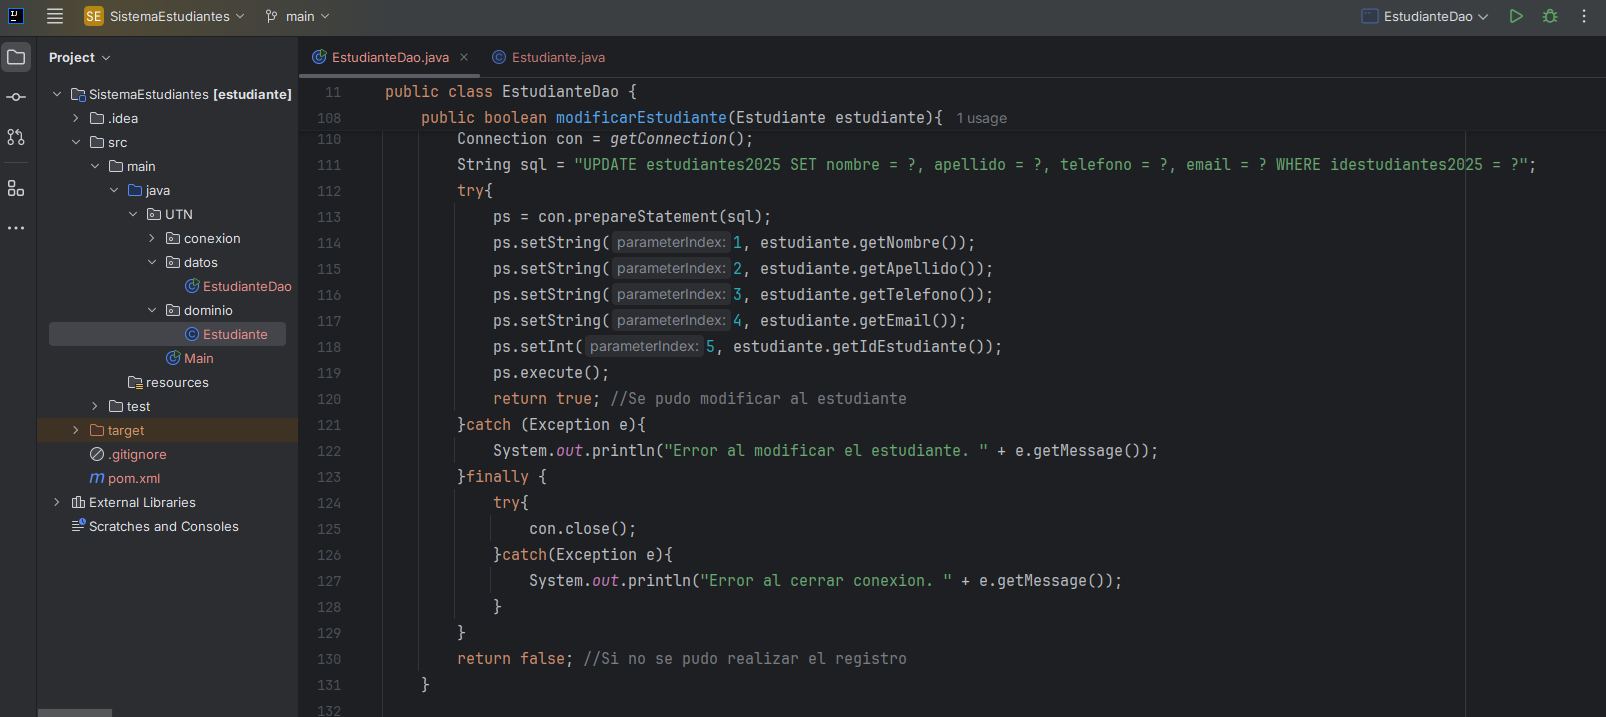 SE SistemaEstudiantes main EstudianteDao
Project
EstudianteDao.java Estudiante.java
SistemaEstudiantes [estudiante]
.idea
src
main
java
UTN
conexion
datos
EstudianteDao
dominio
Estudiante
Main
resources
test
target
.gitignore
pom.xml
External Libraries
Scratches and Consoles
11 public class EstudianteDao {
108 public boolean modificarEstudiante(Estudiante estudiante){ 1 usage
110 Connection con = getConnection();
111 String sql = "UPDATE estudiantes2025 SET nombre = ?, apellido = ?, telefono = ?, email = ? WHERE idestudiantes2025 = ?";
112 try{
113 ps = con.prepareStatement(sql);
114 ps.setString( parameterIndex: 1, estudiante.getNombre());
115 ps.setString( parameterIndex: 2, estudiante.getApellido());
116 ps.setString( parameterIndex: 3, estudiante.getTelefono());
117 ps.setString( parameterIndex: 4, estudiante.getEmail());
118 ps.setInt( parameterIndex: 5, estudiante.getIdEstudiante());
119 ps.execute();
120 return true; //Se pudo modificar al estudiante
121 }catch (Exception e){
122 System.out.println("Error al modificar el estudiante. " + e.getMessage());
123 }finally {
124 try{
125 con.close();
126 }catch(Exception e){
127 System.out.println("Error al cerrar conexion. " + e.getMessage());
128 }
129 }
130 return false; //Si no se pudo realizar el registro
131 }
132